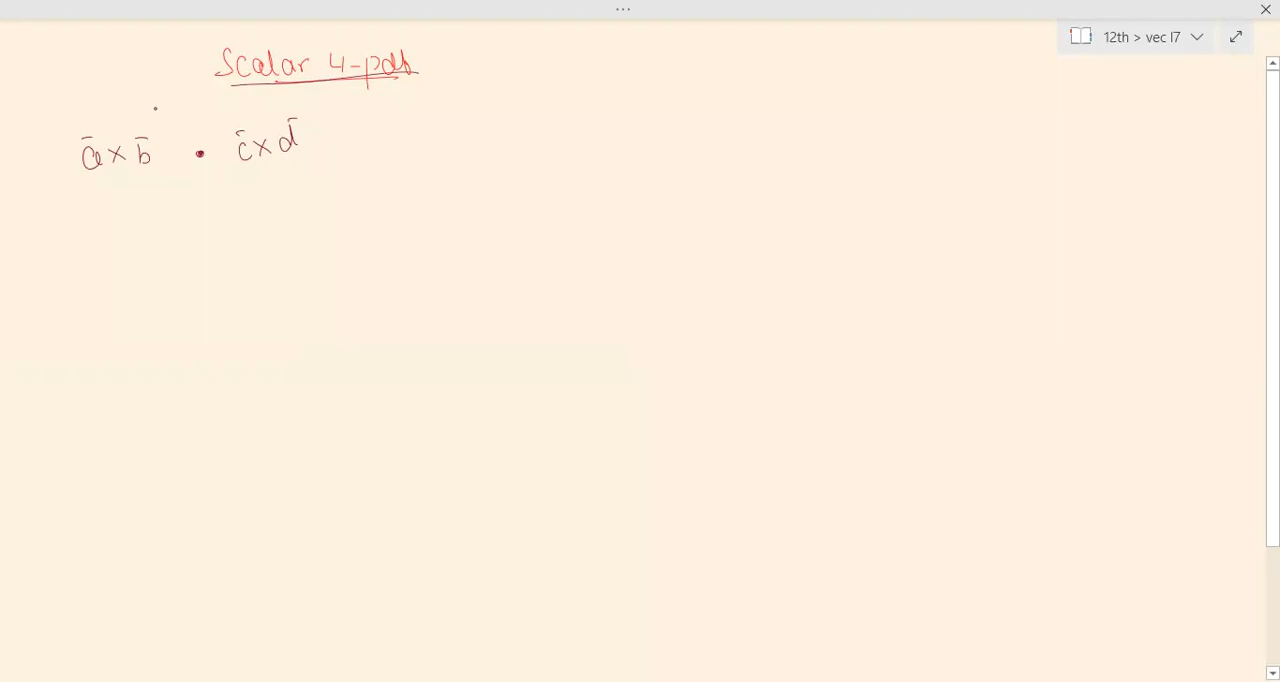 ...
12th > vec l7
Scalar 4-pdt
a̅ × b̅ • c̅ × d̅